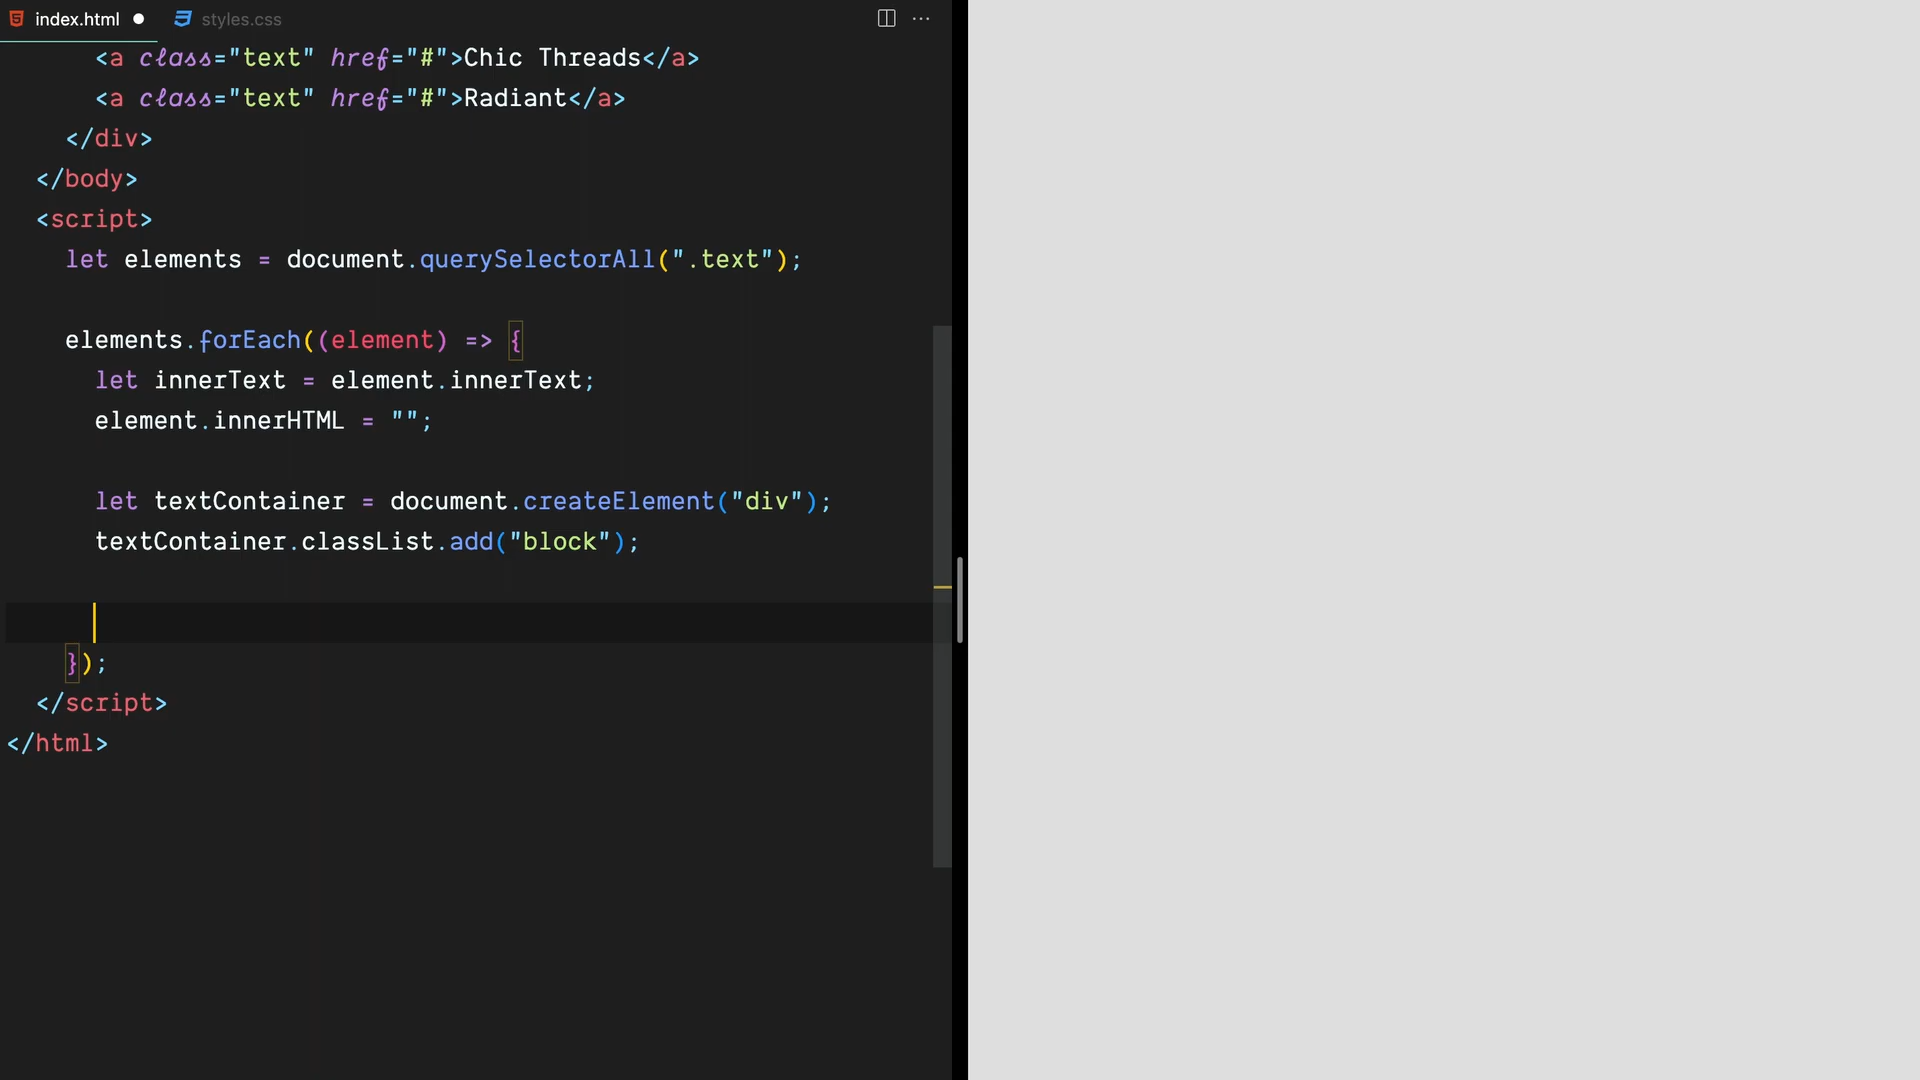 index.html styles.css
<a class="text" href="#">Chic Threads</a>
<a class="text" href="#">Radiant</a>
</div>
</body>
<script>
let elements = document.querySelectorAll(".text");
elements.forEach((element) => {
let innerText = element.innerText;
element.innerHTML = "";
let textContainer = document.createElement("div");
textContainer.classList.add("block");
});
</script>
</html>